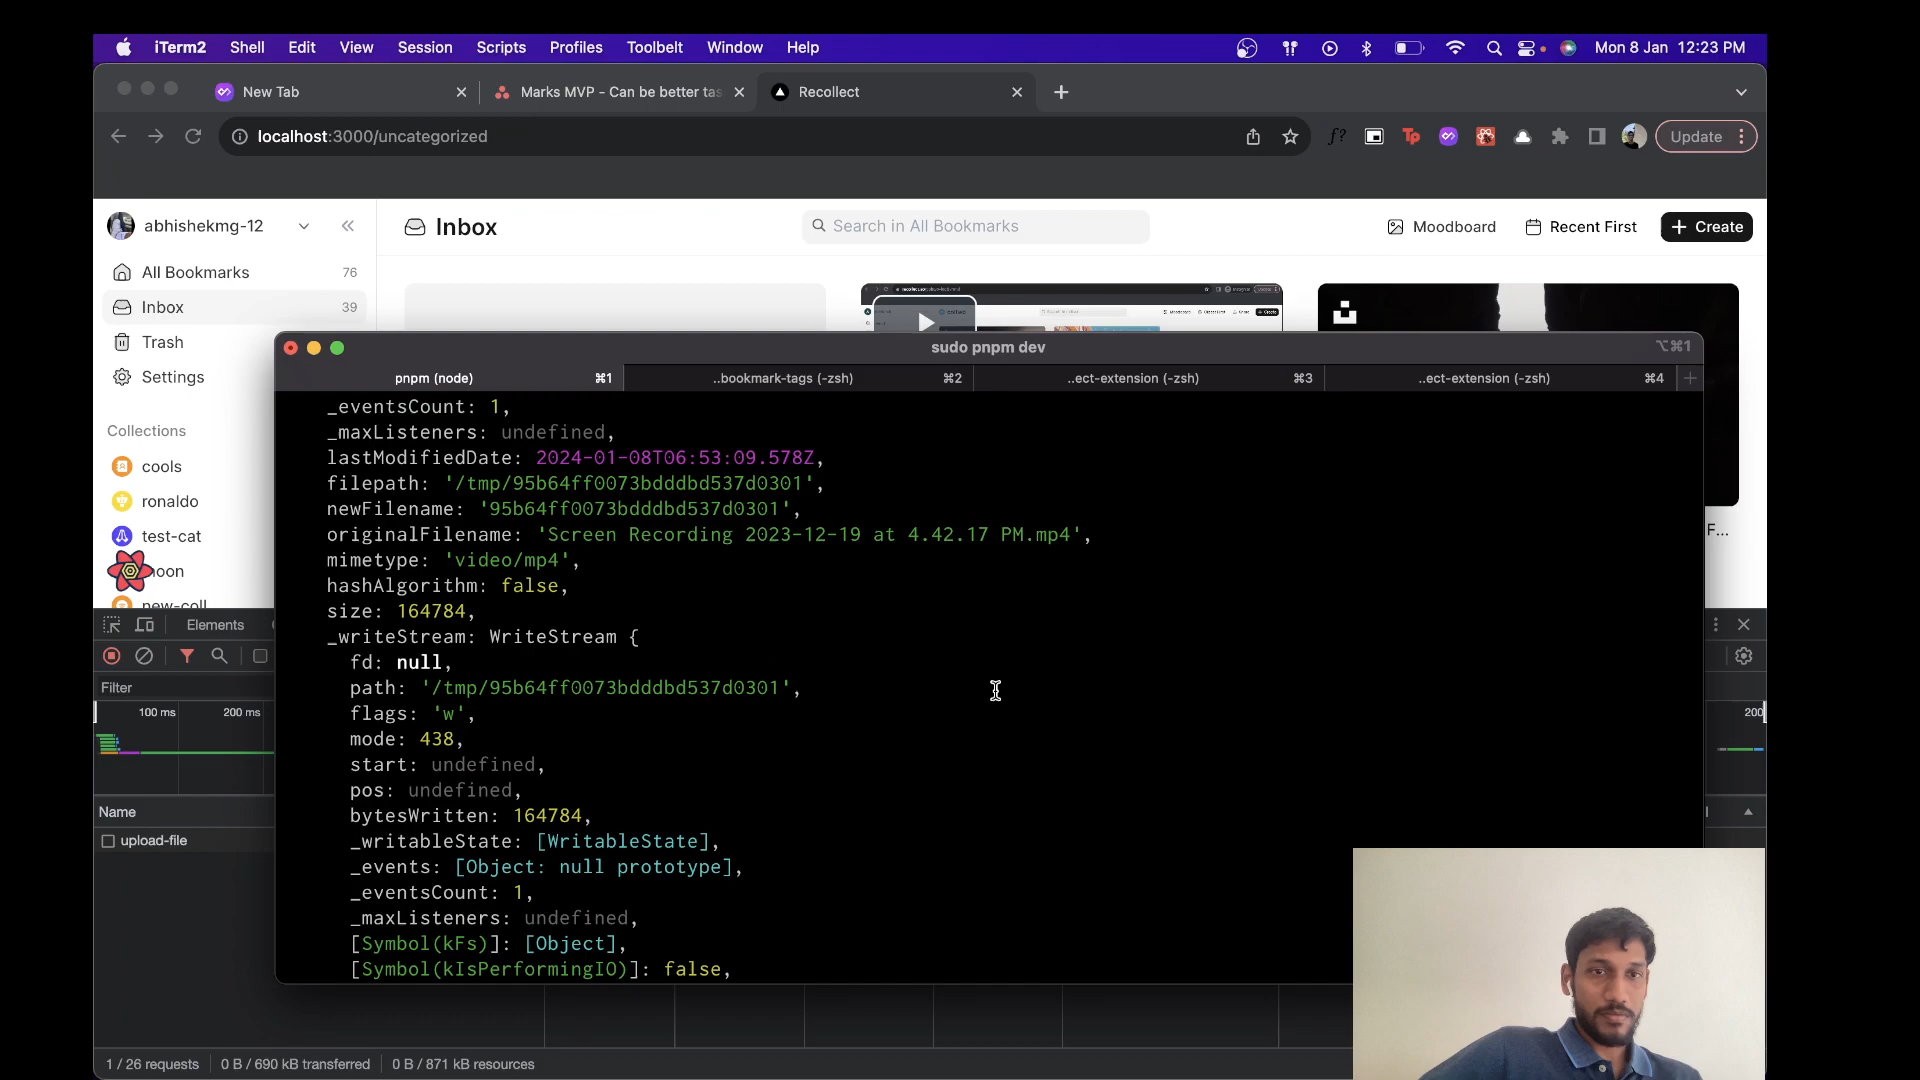 iTerm2 Shell Edit View Session Scripts Profiles Toolbelt Window Help Mon 8 Jan 12:23 PM
New Tab Marks MVP - Can be better tas Recollect
localhost:3000/uncategorized f? Tp Update
abhishekmg-12 Inbox Search in All Bookmarks Moodboard Recent First + Create
All Bookmarks 76
Inbox 39
Trash
Settings
Collections
cools
ronaldo
test-cat
oon
new-coll
F...
sudo pnpm dev ⌥⌘1
pnpm (node) ⌘1 ..bookmark-tags (-zsh) ⌘2 ..ect-extension (-zsh) ⌘3 ..ect-extension (-zsh) ⌘4
_eventsCount: 1,
_maxListeners: undefined,
lastModifiedDate: 2024-01-08T06:53:09.578Z,
filepath: '/tmp/95b64ff0073bdddbd537d0301',
newFilename: '95b64ff0073bdddbd537d0301',
originalFilename: 'Screen Recording 2023-12-19 at 4.42.17 PM.mp4',
mimetype: 'video/mp4',
hashAlgorithm: false,
size: 164784,
_writeStream: WriteStream {
fd: null,
path: '/tmp/95b64ff0073bdddbd537d0301',
flags: 'w',
mode: 438,
start: undefined,
pos: undefined,
bytesWritten: 164784,
_writableState: [WritableState],
_events: [Object: null prototype],
_eventsCount: 1,
_maxListeners: undefined,
[Symbol(kFs)]: [Object],
[Symbol(kIsPerformingIO)]: false,
Elements
Filter
100 ms 200 ms 200
Name
upload-file
1 / 26 requests 0 B / 690 kB transferred 0 B / 871 kB resources